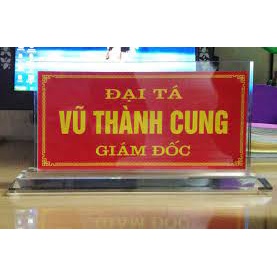 ĐẠI TÁ
VŨ THÀNH CUNG
GIÁM ĐỐC